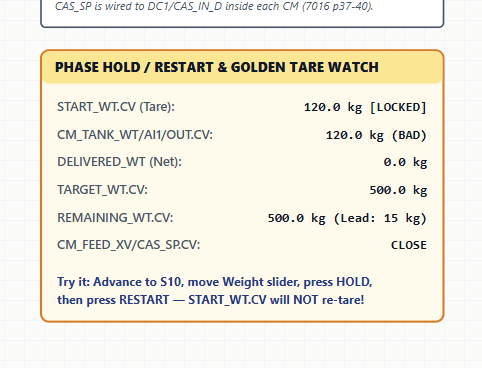 CAS_SP is wired to DC1/CAS_IN_D inside each CM (7016 p37-40).
PHASE HOLD / RESTART & GOLDEN TARE WATCH
START_WT.CV (Tare): 120.0 kg [LOCKED]
CM_TANK_WT/AI1/OUT.CV: 120.0 kg (BAD)
DELIVERED_WT (Net): 0.0 kg
TARGET_WT.CV: 500.0 kg
REMAINING_WT.CV: 500.0 kg (Lead: 15 kg)
CM_FEED_XV/CAS_SP.CV: CLOSE
Try it: Advance to S10, move Weight slider, press HOLD,
then press RESTART — START_WT.CV will NOT re-tare!